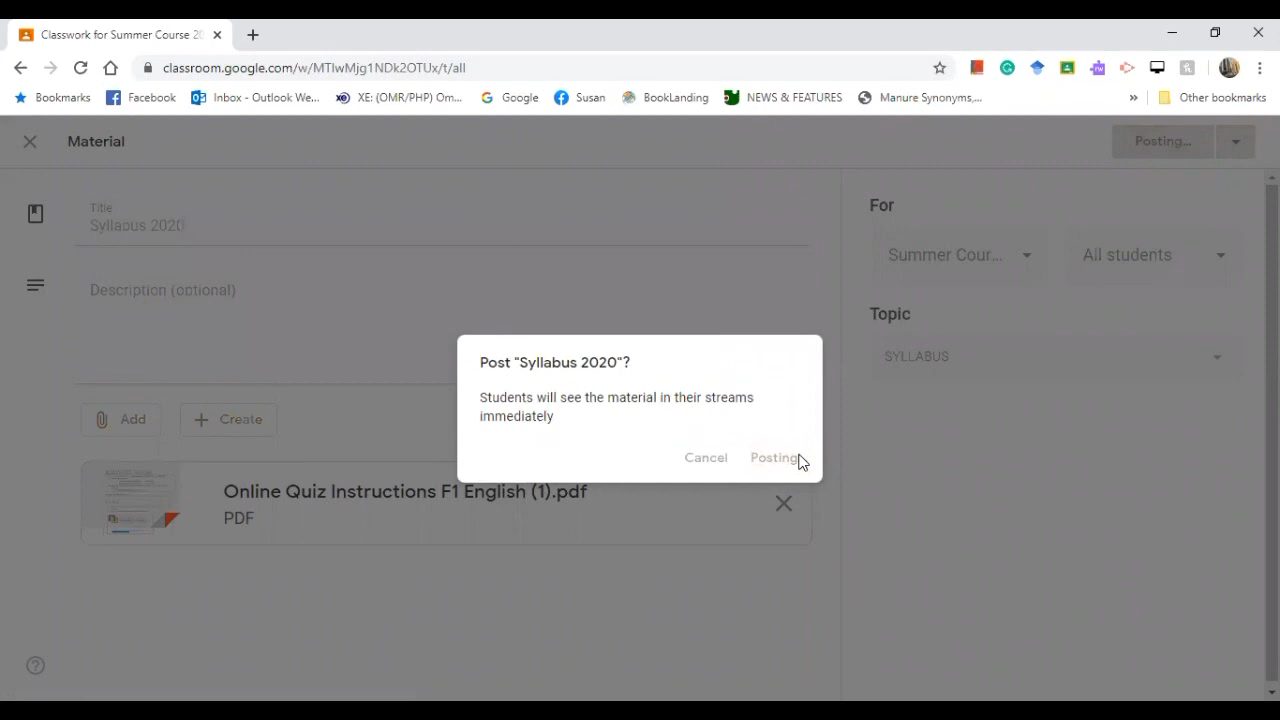 Classwork for Summer Course 20
classroom.google.com/w/MTIwMjg1NDk2OTUx/t/all
Bookmarks
Facebook
Inbox - Outlook We...
XE: (OMR/PHP) Om...
Google
Susan
BookLanding
NEWS & FEATURES
Manure Synonyms,...
»
Other bookmarks
Material
Posting...
Title
Syllabus 2020
Description (optional)
Add
Create
Online Quiz Instructions F1 English (1).pdf
PDF
For
Summer Cour...
All students
Topic
SYLLABUS
Post "Syllabus 2020"?
Students will see the material in their streams
immediately
Cancel
Posting